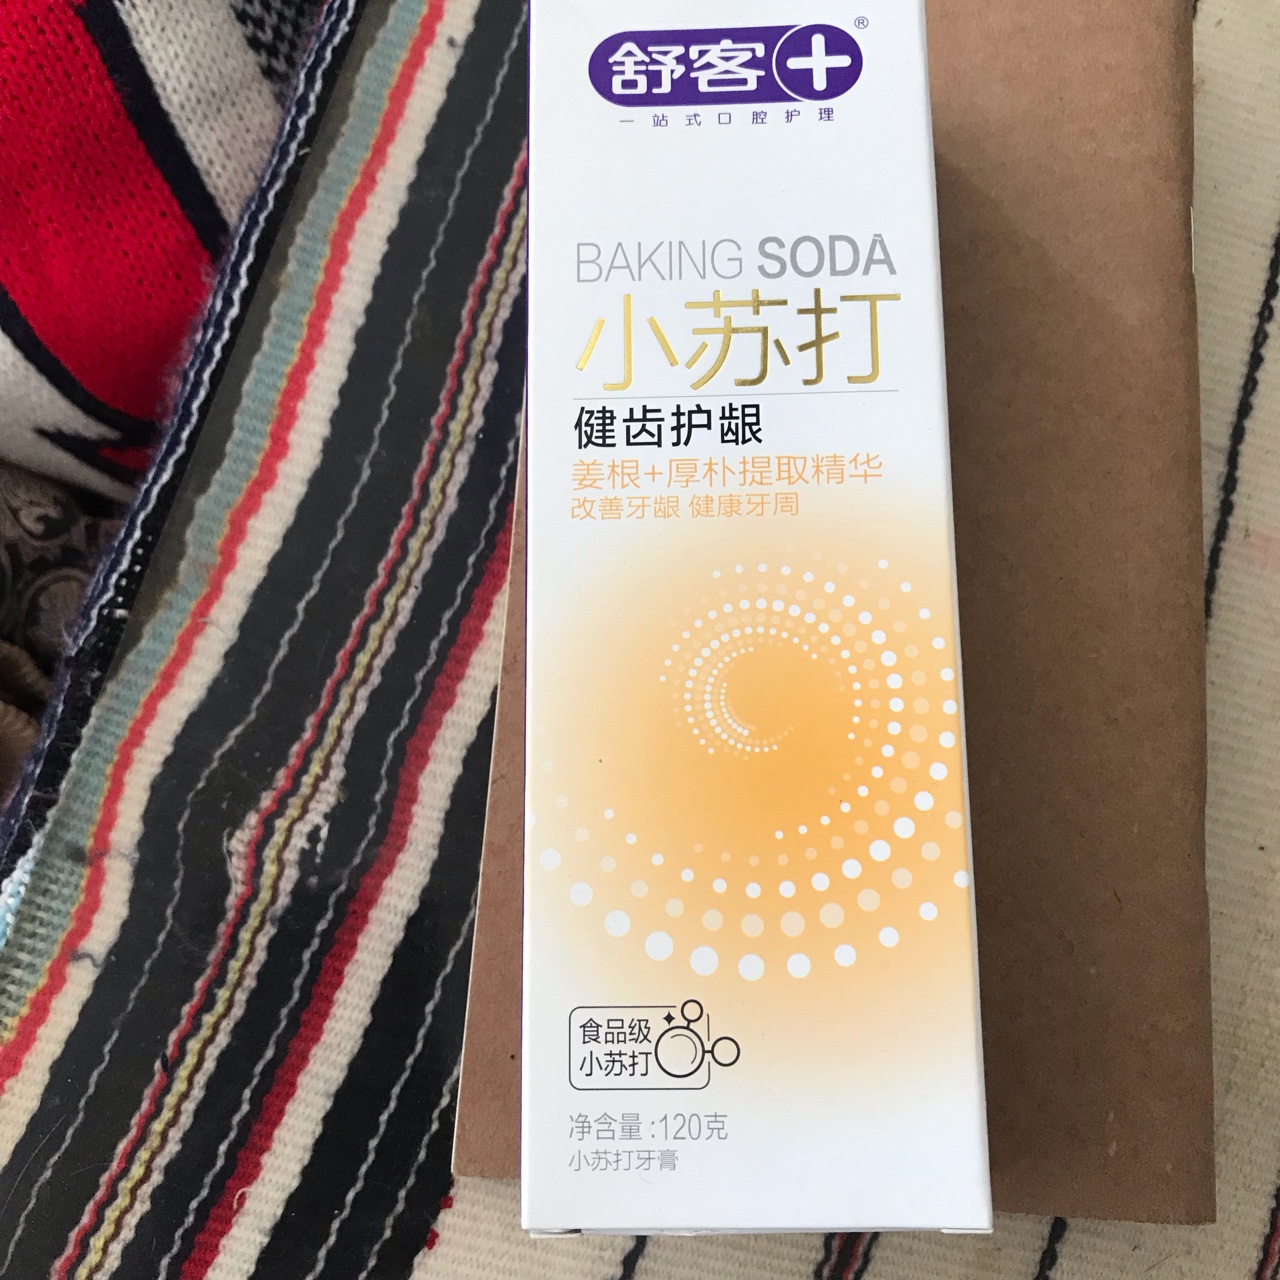 舒客+®
一站式口腔护理
BAKING SODA
小苏打
健齿护龈
姜根+厚朴提取精华
改善牙龈 健康牙周
食品级
小苏打
净含量:120克
小苏打牙膏